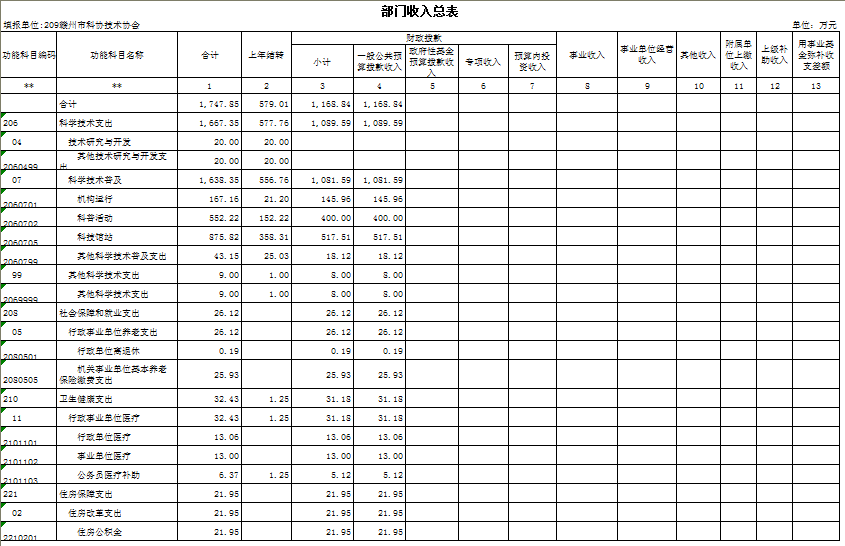 部门收入总表
填报单位:209赣州市科协技术协会 单位: 万元
功能科目编码 功能科目名称 合计 上年结转 财政拨款 事业收入 事业单位经营收入 其他收入 附属单位上缴收入 上级补助收入 用事业基金弥补收支差额
小计 一般公共预算拨款收入 政府性基金预算拨款收入 专项收入 预算内投资收入
** ** 1 2 3 4 5 6 7 8 9 10 11 12 13
合计 1,747.85 579.01 1,168.84 1,168.84
206 科学技术支出 1,667.35 577.76 1,089.59 1,089.59
04 技术研究与开发 20.00 20.00
2060499 其他技术研究与开发支出 20.00 20.00
07 科学技术普及 1,638.35 556.76 1,081.59 1,081.59
2060701 机构运行 167.16 21.20 145.96 145.96
2060702 科普活动 552.22 152.22 400.00 400.00
2060705 科技馆站 875.82 358.31 517.51 517.51
2060799 其他科学技术普及支出 43.15 25.03 18.12 18.12
99 其他科学技术支出 9.00 1.00 8.00 8.00
2069999 其他科学技术支出 9.00 1.00 8.00 8.00
208 社会保障和就业支出 26.12 26.12 26.12
05 行政事业单位养老支出 26.12 26.12 26.12
2080501 行政单位离退休 0.19 0.19 0.19
2080505 机关事业单位基本养老保险缴费支出 25.93 25.93 25.93
210 卫生健康支出 32.43 1.25 31.18 31.18
11 行政事业单位医疗 32.43 1.25 31.18 31.18
2101101 行政单位医疗 13.06 13.06 13.06
2101102 事业单位医疗 13.00 13.00 13.00
2101103 公务员医疗补助 6.37 1.25 5.12 5.12
221 住房保障支出 21.95 21.95 21.95
02 住房改革支出 21.95 21.95 21.95
2210201 住房公积金 21.95 21.95 21.95